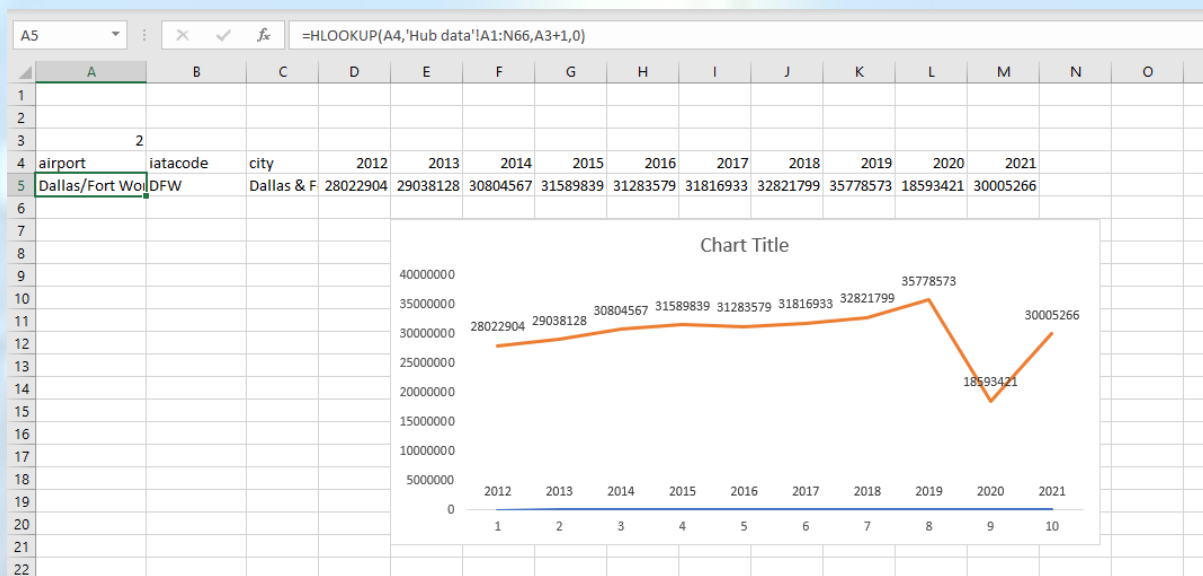 A5 fx =HLOOKUP(A4,'Hub data'!A1:N66,A3+1,0)
A B C D E F G H I J K L M N O
1
2
3 2
4 airport iatacode city 2012 2013 2014 2015 2016 2017 2018 2019 2020 2021
5 Dallas/Fort Wo DFW Dallas & F 28022904 29038128 30804567 31589839 31283579 31816933 32821799 35778573 18593421 30005266
6
7
8 Chart Title
9 40000000 35778573
10 35000000 28022904 29038128 30804567 31589839 31283579 31816933 32821799 30005266
11
12 30000000
13 25000000
14 20000000 18593421
15
16 15000000
17 10000000
18 5000000
19 2012 2013 2014 2015 2016 2017 2018 2019 2020 2021
0
20 1 2 3 4 5 6 7 8 9 10
21
22